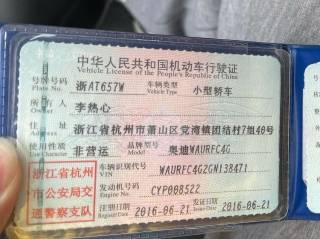 中华人民共和国机动车行驶证
Vehicle License of the People's Republic of China
号牌号码 浙AT657W 车辆类型 小型轿车
Plate No. Vehicle Type
所有人 李热心
Owner
住址 浙江省杭州市萧山区党湾镇团结村7组40号
使用性质 非营运 品牌型号 奥迪WAURFC4G
Use Character Model
浙江省杭州市公安局交通警察支队
车辆识别代号 WAURFC4G2GN138471
VIN
发动机号码 CYP008522
Engine No.
注册日期 2016-06-21 发证日期 2016-06-21
Register Date Issue Date